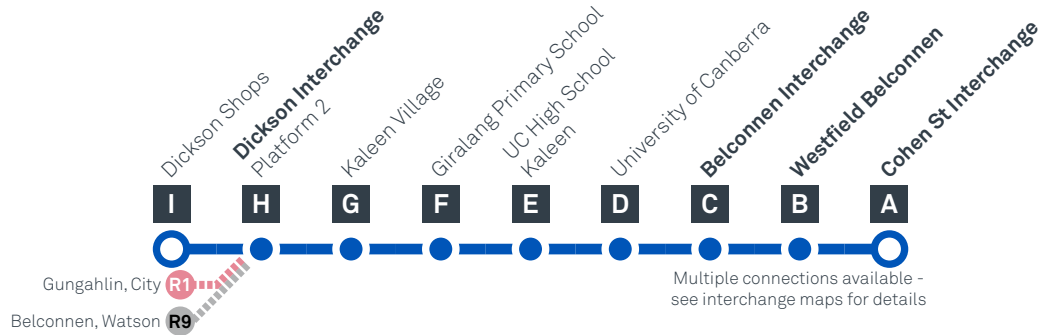 Dickson Shops
Dickson Interchange
Platform 2
Kaleen Village
Giralang Primary School
UC High School
Kaleen
University of Canberra
Belconnen Interchange
Westfield Belconnen
Cohen St Interchange
I
H
G
F
E
D
C
B
A
Gungahlin, City R1
Belconnen, Watson R9
Multiple connections available -
see interchange maps for details